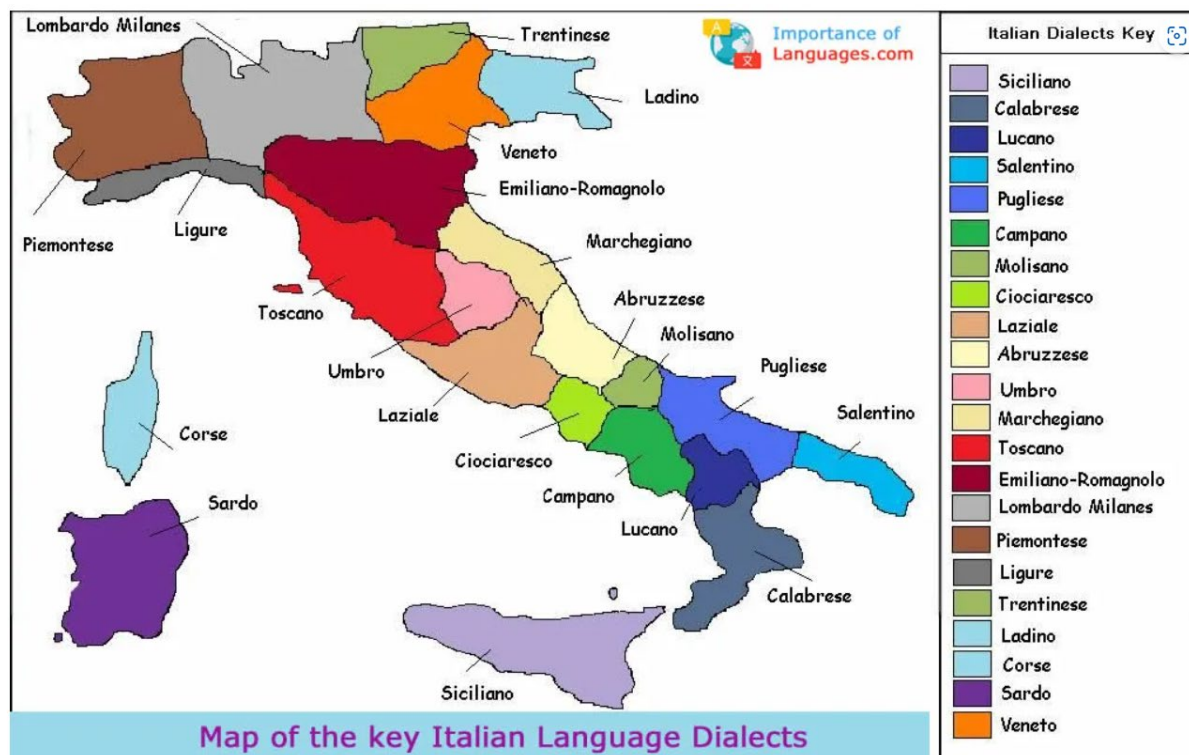 Lombardo Milanes
Trentinese
Importance of
Languages.com
Ladino
Veneto
Emiliano-Romagnolo
Ligure
Piemontese
Marchegiano
Toscano
Abruzzese
Molisano
Umbro
Pugliese
Laziale
Salentino
Corse
Ciociaresco
Campano
Sardo
Lucano
Calabrese
Siciliano
Map of the key Italian Language Dialects
Italian Dialects Key
Siciliano
Calabrese
Lucano
Salentino
Pugliese
Campano
Molisano
Ciociaresco
Laziale
Abruzzese
Umbro
Marchegiano
Toscano
Emiliano-Romagnolo
Lombardo Milanes
Piemontese
Ligure
Trentinese
Ladino
Corse
Sardo
Veneto
A
文